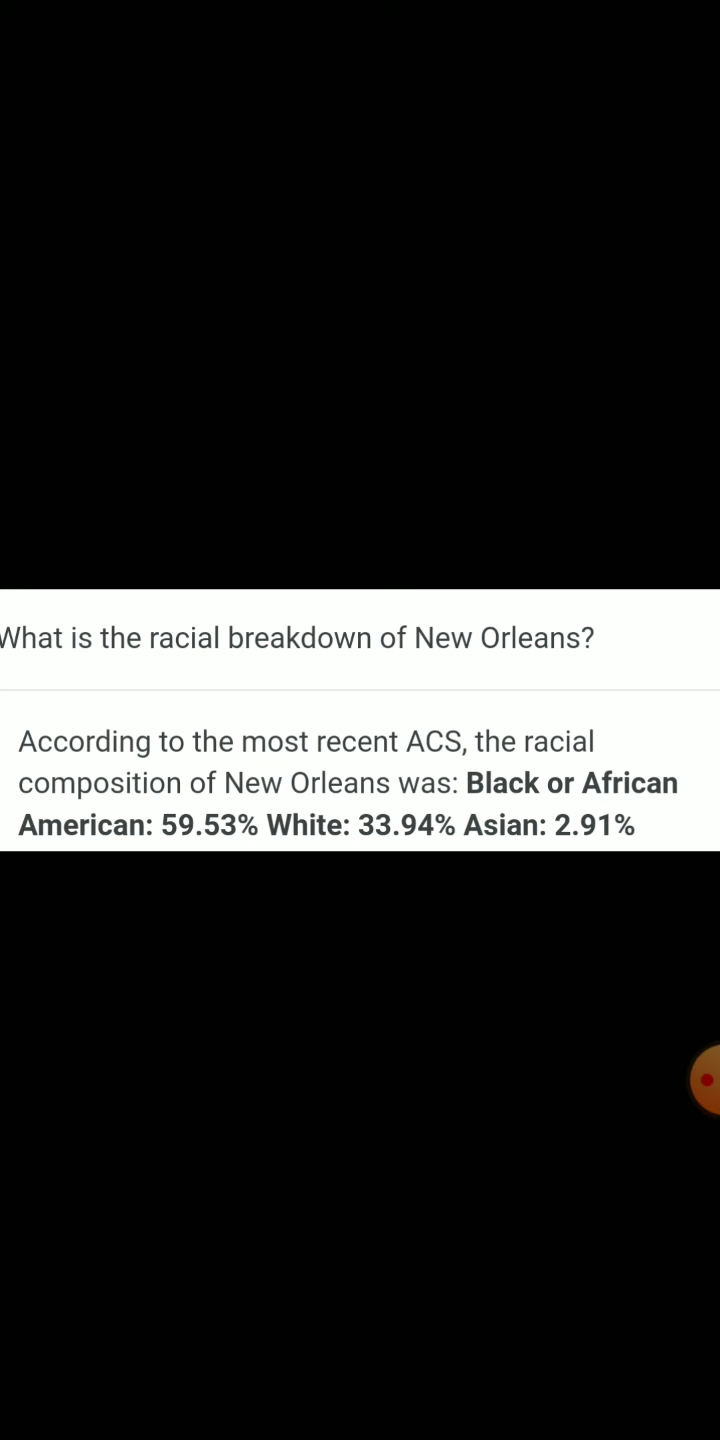 What is the racial breakdown of New Orleans?
According to the most recent ACS, the racial
composition of New Orleans was: Black or African
American: 59.53% White: 33.94% Asian: 2.91%